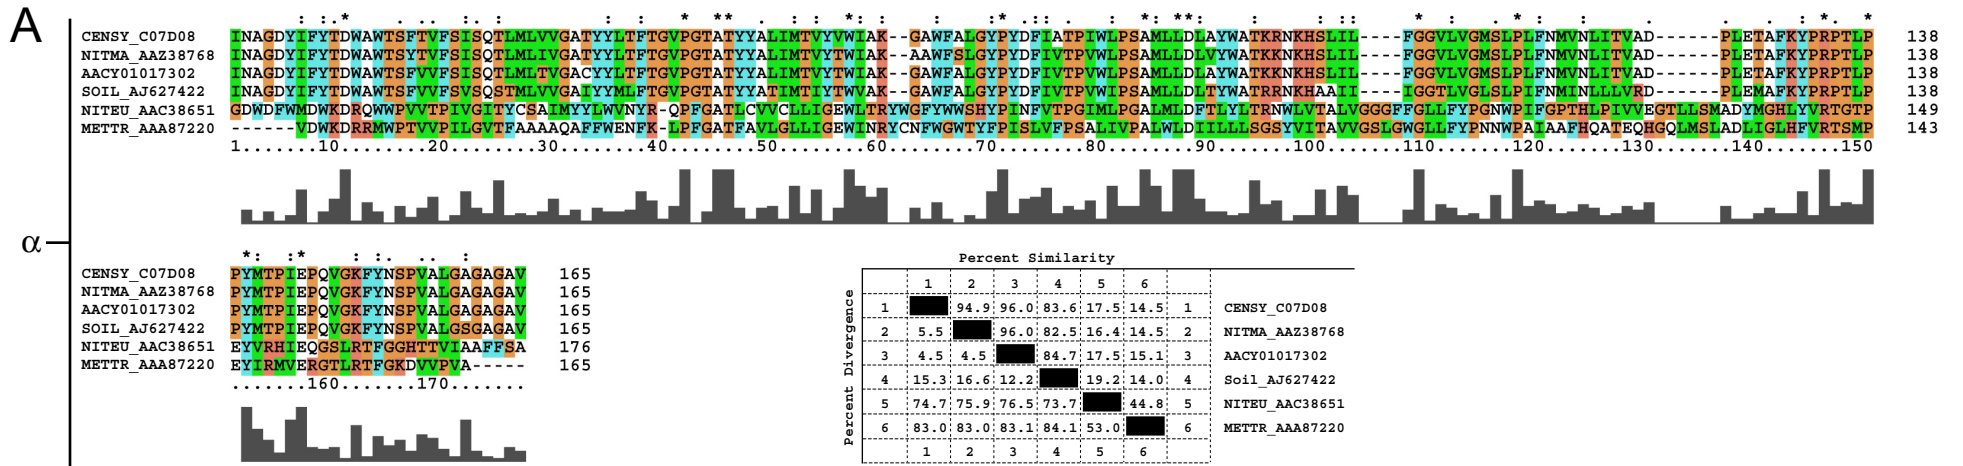 A
: :.* . .. :. : : : * ** . : : *: : : :* .:: . : *: **: : : :: * : . *: . : . . . . : *. *
CENSY_C07D08 INAGDYIFYTDWAWTSFTVFSISQTLMLVVGATYYLTFTGVPGTATYYALIMTVYVWIAK--GAWFALGYPYDFIATPIWLPSAMLLDLAYWATKRNKHSLIL----FGGVLVGMSLPLFNMVNLITVAD------PLETAFKYPRPTLP 138
NITMA_AAZ38768 INAGDYIFYTDWAWTSYTVFSISQTLMLVVGATYYLTFTGVPGTATYYALIMTVYTWIAK--AAWFSLGYPYDFIVTPVWLPSAMLLDLVYWATKKNKHSLIL----FGGVLVGMSLPLFNMVNLITVAD------PLETAFKYPRPTLP 138
AACY01017302 INAGDYIFYTDWAWTSFVVFSISQTLMLTVGACYYLTFTGVPGTATYYALIMTVYTWIAK--GAWFALGYPYDFIVTPVWLPSAMLLDLAYWATKKNKHSLIL----FGGVLVGMSLPLFNMVNLITVAD------PLETAFKYPRPTLP 138
SOIL_AJ627422 INAGDYIFYTDWAWTSFVVFSVSQSTMLVVGAIYYMLFTGVPGTATYYATIMTIYTWVAK--GAWFALGYPYDFIVTPVWIPSAMLLDLTYWATRRNKHAAII----IGGTLVGLSLPIFNMINLLLVRD------PLEMAFKYPRPTLP 138
NITEU_AAC38651 GDWDFWMDWKDRQWWPVVTPIVGITYCSAIMYYLWVNYR-QPFGATLCVVCLLIGEWLTRYWGFYWWSHYPINFVTPGIMLPGALMLDFTLYLTRNWLVTALVGGGFFGLLFYPGNWPIFGPTHLPIVVEGTLLSMADYMGHLYVRTGTP 149
METTR_AAA87220 ------VDWKDRRMWPTVVPILGVTFAAAAQAFFWENFK-LPFGATFAVLGLLIGEWINRYCNFWGWTYFPISLVFPSALIVPALWLDIILLLSGSYVITAVVGSLGWGLLFYPNNWPAIAAFHQATEQHGQLMSLADLIGLHFVRTSMP 143
1........10........20........30........40........50........60........70........80........90........100.......110.......120.......130.......140.......150
α
*: :* : :. .. :
CENSY_C07D08 PYMTPIEPQVGKFYNSPVALGAGAGAV 165
NITMA_AAZ38768 PYMTPIEPQVGKFYNSPVALGAGAGAV 165
AACY01017302 PYMTPIEPQVGKFYNSPVALGAGAGAV 165
SOIL_AJ627422 PYMTPIEPQVGKFYNSPVALGSGAGAV 165
NITEU_AAC38651 EYVRHIEQGSLRTFGGHTTVIAAFFSA 176
METTR_AAA87220 EYIRMVERGTLRTFGKDVVPVA----- 165
.......160.......170........
Percent Similarity
Percent Divergence
1 2 3 4 5 6
1 94.9 96.0 83.6 17.5 14.5 1 CENSY_C07D08
2 5.5 96.0 82.5 16.4 14.5 2 NITMA_AAZ38768
3 4.5 4.5 84.7 17.5 15.1 3 AACY01017302
4 15.3 16.6 12.2 19.2 14.0 4 Soil_AJ627422
5 74.7 75.9 76.5 73.7 44.8 5 NITEU_AAC38651
6 83.0 83.0 83.1 84.1 53.0 6 METTR_AAA87220
1 2 3 4 5 6